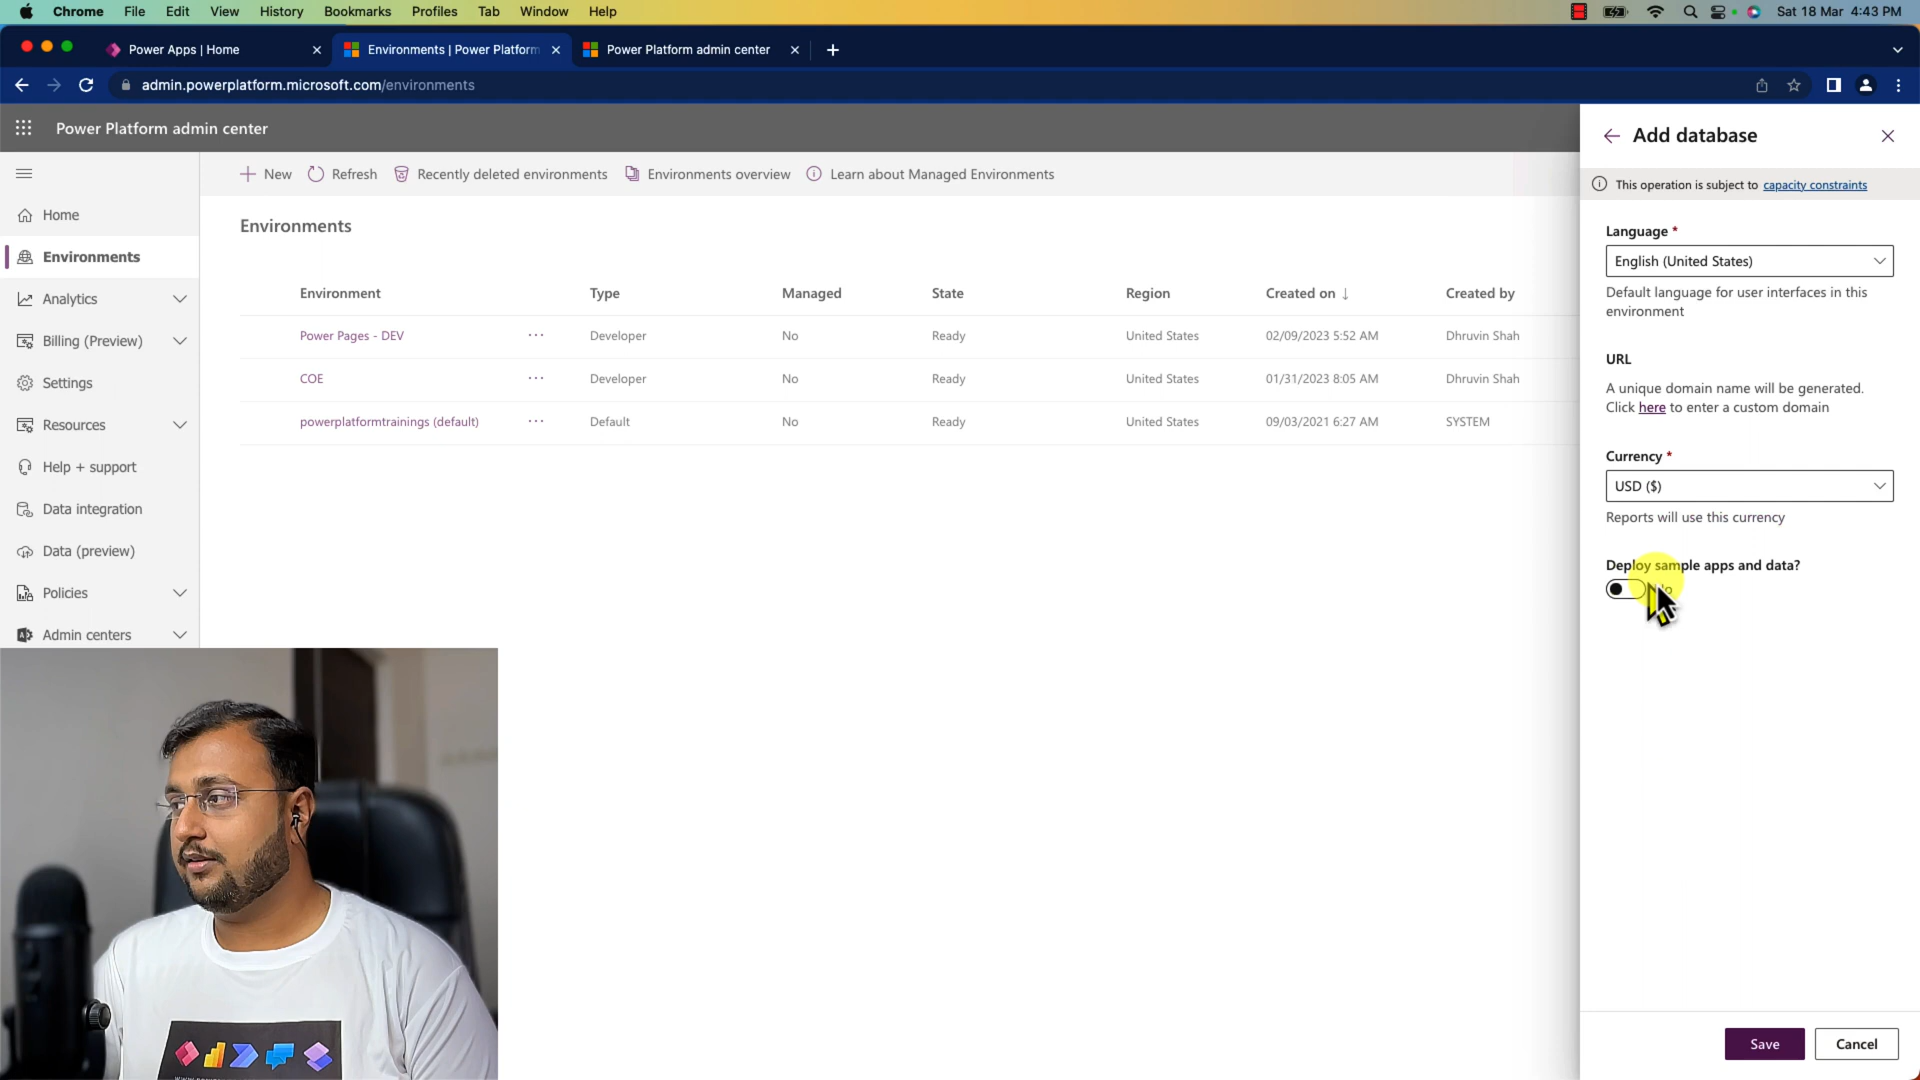 Chrome File Edit View History Bookmarks Profiles Tab Window Help
Sat 18 Mar 4:43 PM
Power Apps | Home
Environments | Power Platform
Power Platform admin center
admin.powerplatform.microsoft.com/environments
Power Platform admin center
New Refresh Recently deleted environments Environments overview Learn about Managed Environments
Home
Environments
Analytics
Billing (Preview)
Settings
Resources
Help + support
Data integration
Data (preview)
Policies
Admin centers
Environments
Environment Type Managed State Region Created on ↓ Created by
Power Pages - DEV ... Developer No Ready United States 02/09/2023 5:52 AM Dhruvin Shah
COE ... Developer No Ready United States 01/31/2023 8:05 AM Dhruvin Shah
powerplatformtrainings (default) ... Default No Ready United States 09/03/2021 6:27 AM SYSTEM
Add database
This operation is subject to capacity constraints
Language *
English (United States)
Default language for user interfaces in this
environment
URL
A unique domain name will be generated.
Click here to enter a custom domain
Currency *
USD ($)
Reports will use this currency
Deploy sample apps and data?
Save
Cancel